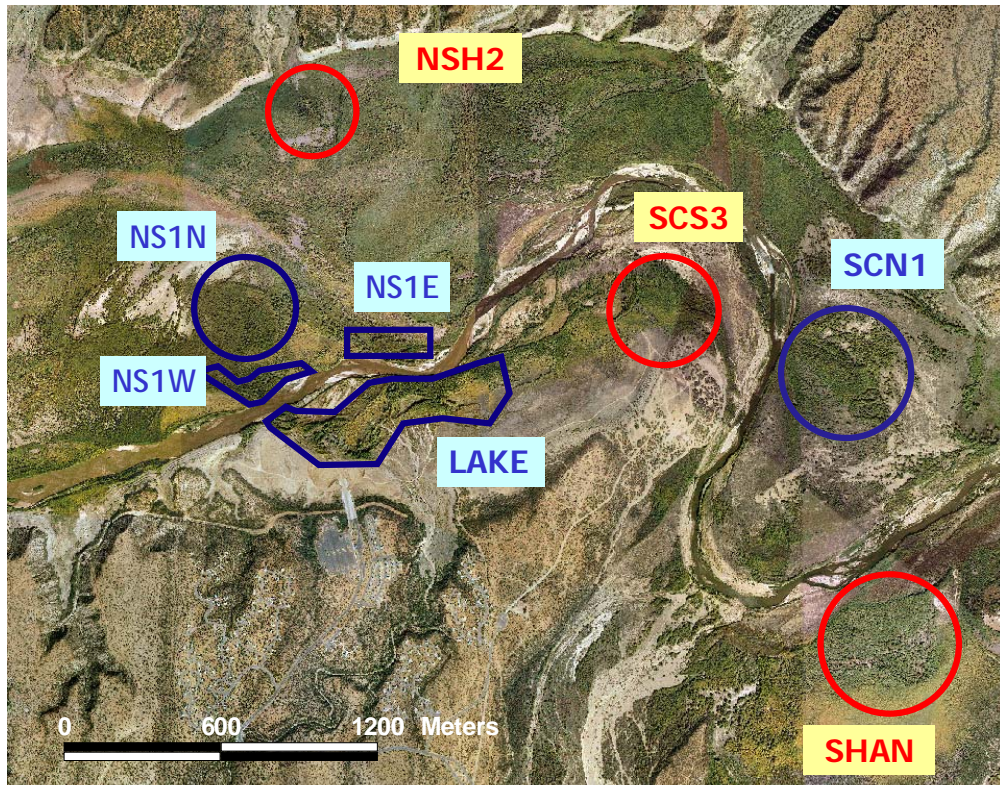 NSH2
SCS3
NS1N
SCN1
NS1E
NS1W
LAKE
0 600 1200 Meters
SHAN